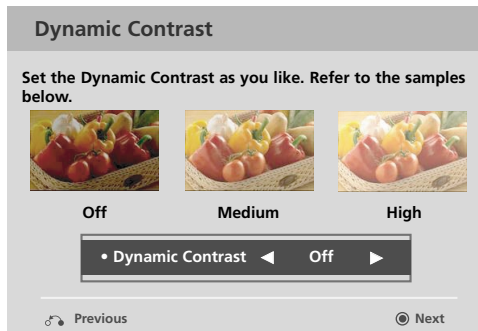 Dynamic Contrast
Set the Dynamic Contrast as you like. Refer to the samples
below.
Off Medium High
• Dynamic Contrast ◀ Off ▶
Previous Next